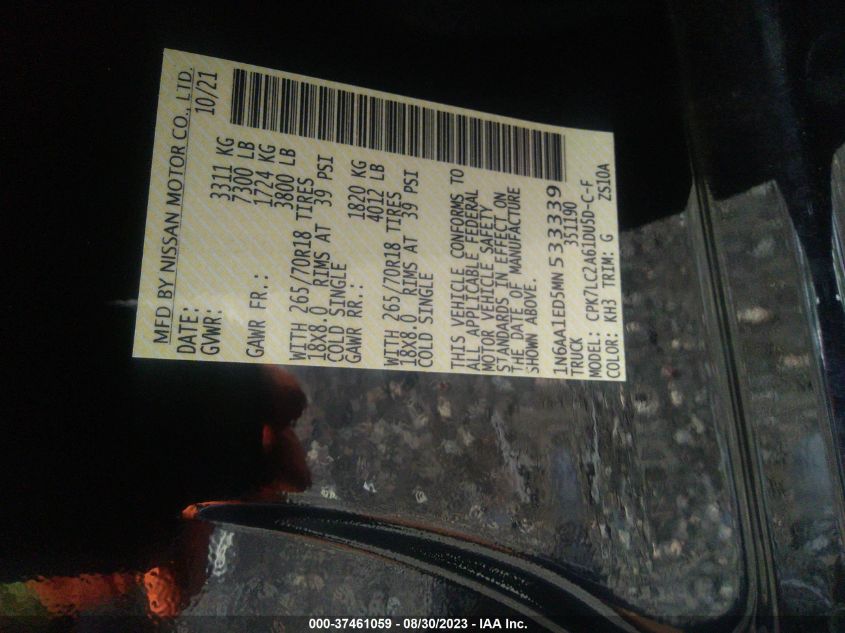 MFD BY NISSAN MOTOR CO., LTD.
DATE: 10/21
GVWR: 3311 KG
7300 LB
GAWR FR.: 1724 KG
3800 LB
WITH 265/70R18 TIRES
18X8.0 RIMS AT 39 PSI
COLD SINGLE
GAWR RR.: 1820 KG
4012 LB
WITH 265/70R18 TIRES
18X8.0 RIMS AT 39 PSI
COLD SINGLE
THIS VEHICLE CONFORMS TO
ALL APPLICABLE FEDERAL
MOTOR VEHICLE SAFETY
STANDARDS IN EFFECT ON
THE DATE OF MANUFACTURE
SHOWN ABOVE.
1N6AA1ED5MN533339
TRUCK 351190
MODEL: CPK7LC2A61DU5D-C-F
COLOR: KH3 TRIM: G ZS10A
000-37461059 - 08/30/2023 - IAA Inc.